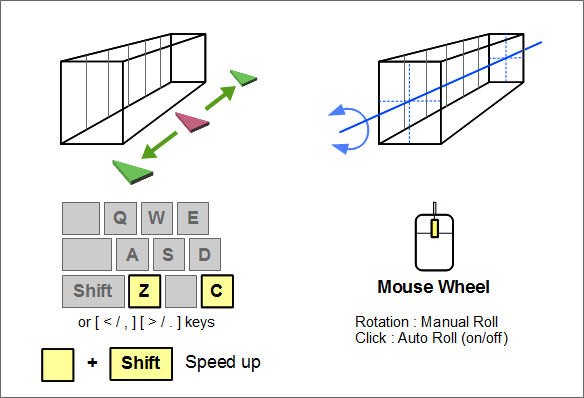 Q W E
A S D
Shift Z C
or [ < / , ] [ > / . ] keys
+ Shift Speed up
Mouse Wheel
Rotation : Manual Roll
Click : Auto Roll (on/off)